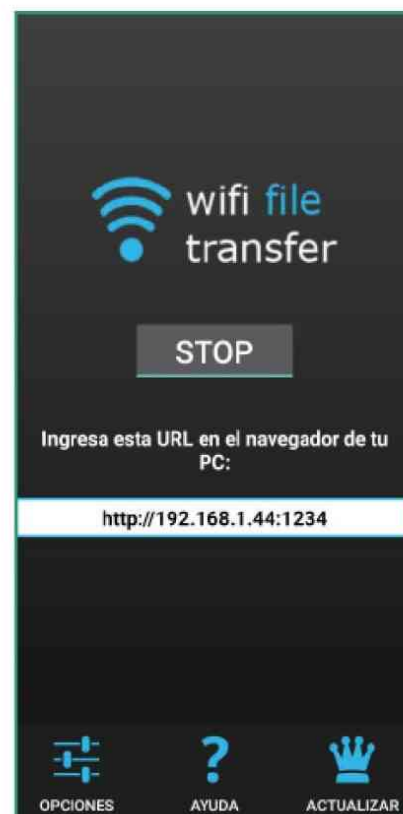 wifi file
transfer
STOP
Ingresa esta URL en el navegador de tu
PC:
http://192.168.1.44:1234
OPCIONES
AYUDA
ACTUALIZAR